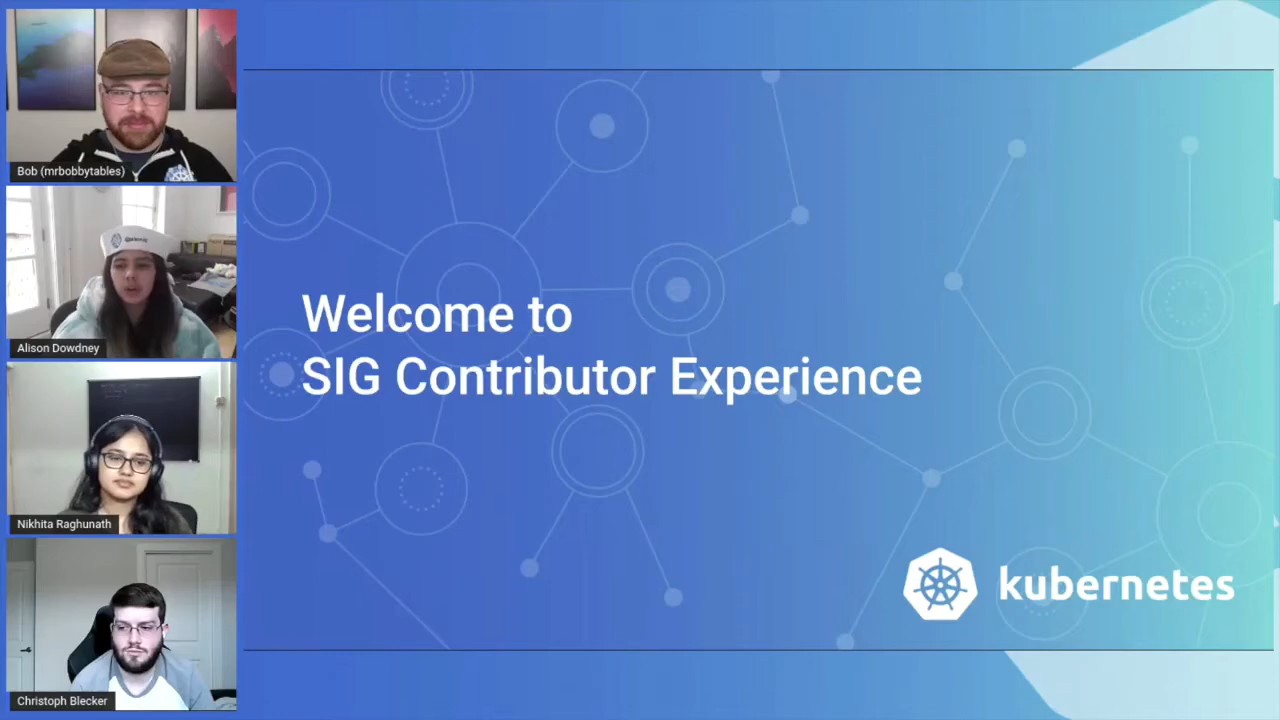 Bob (mrbobbytables)
Alison Dowdney
Nikhita Raghunath
Christoph Blecker
Welcome to
SIG Contributor Experience
kubernetes